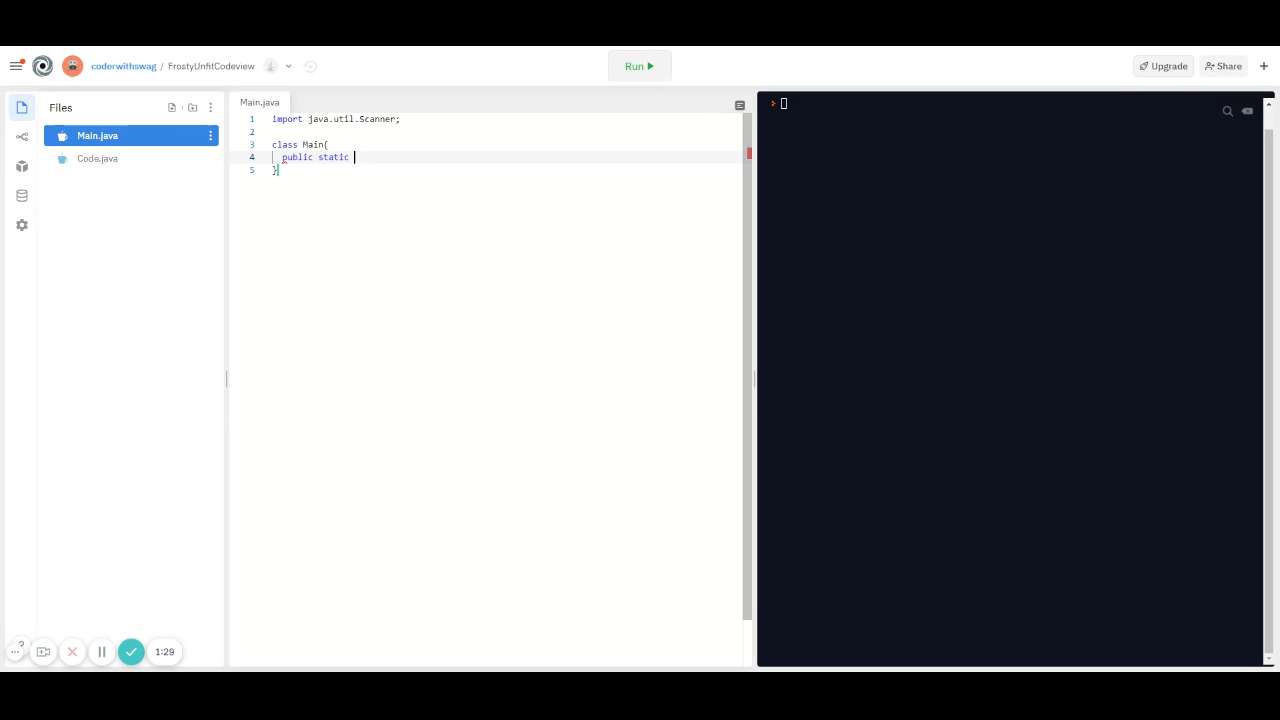 coderwithswag / FrostyUnfitCodeview
Run
Upgrade
Share
Files
Main.java
Code.java
Main.java
1 import java.util.Scanner;
2
3 class Main{
4 public static
5 }
?
1:29